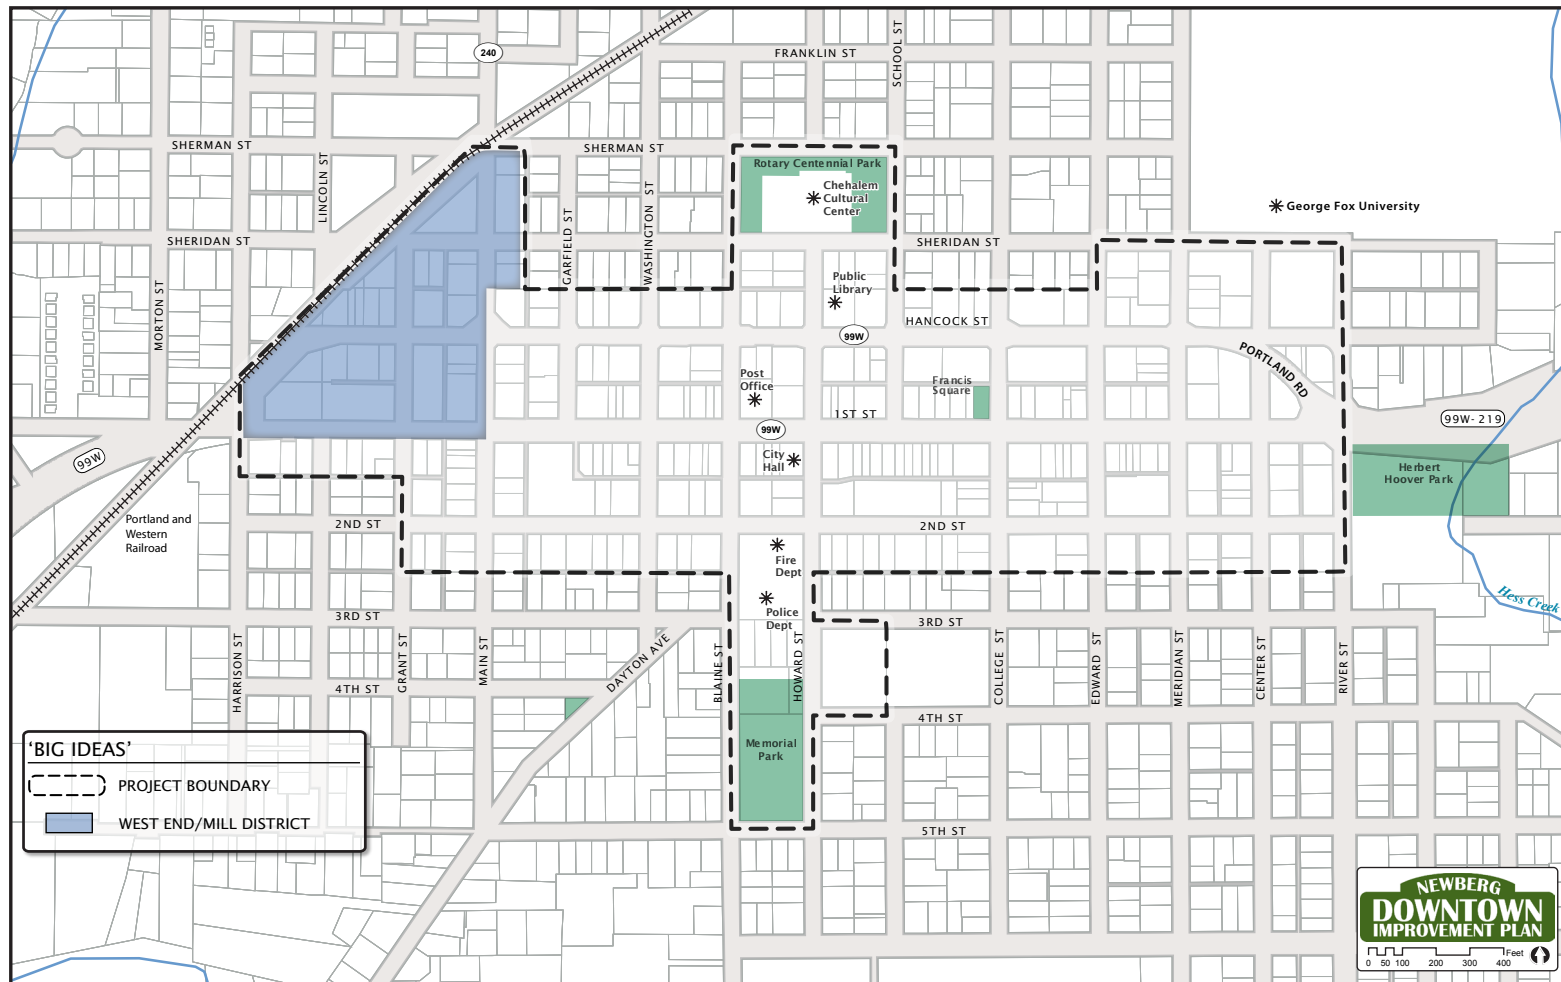 FRANKLIN ST
SCHOOL ST
240
SHERMAN ST
SHERMAN ST
LINCOLN ST
Rotary Centennial Park
Chehalem
Cultural
Center
George Fox University
SHERIDAN ST
SHERIDAN ST
GARFIELD ST
WASHINGTON ST
MORTON ST
Public
Library
HANCOCK ST
99W
PORTLAND RD
Post
Office
Francis
Square
1ST ST
99W
99W-219
99W
City
Hall
Herbert
Hoover Park
Portland and
Western
Railroad
2ND ST
2ND ST
Fire
Dept
Police
Dept
Hess Creek
3RD ST
3RD ST
HARRISON ST
GRANT ST
MAIN ST
DAYTON AVE
BLAINE ST
HOWARD ST
COLLEGE ST
EDWARD ST
MERIDIAN ST
CENTER ST
RIVER ST
4TH ST
4TH ST
Memorial
Park
5TH ST
'BIG IDEAS'
PROJECT BOUNDARY
WEST END/MILL DISTRICT
NEWBERG
DOWNTOWN
IMPROVEMENT PLAN
Feet
0 50 100 200 300 400